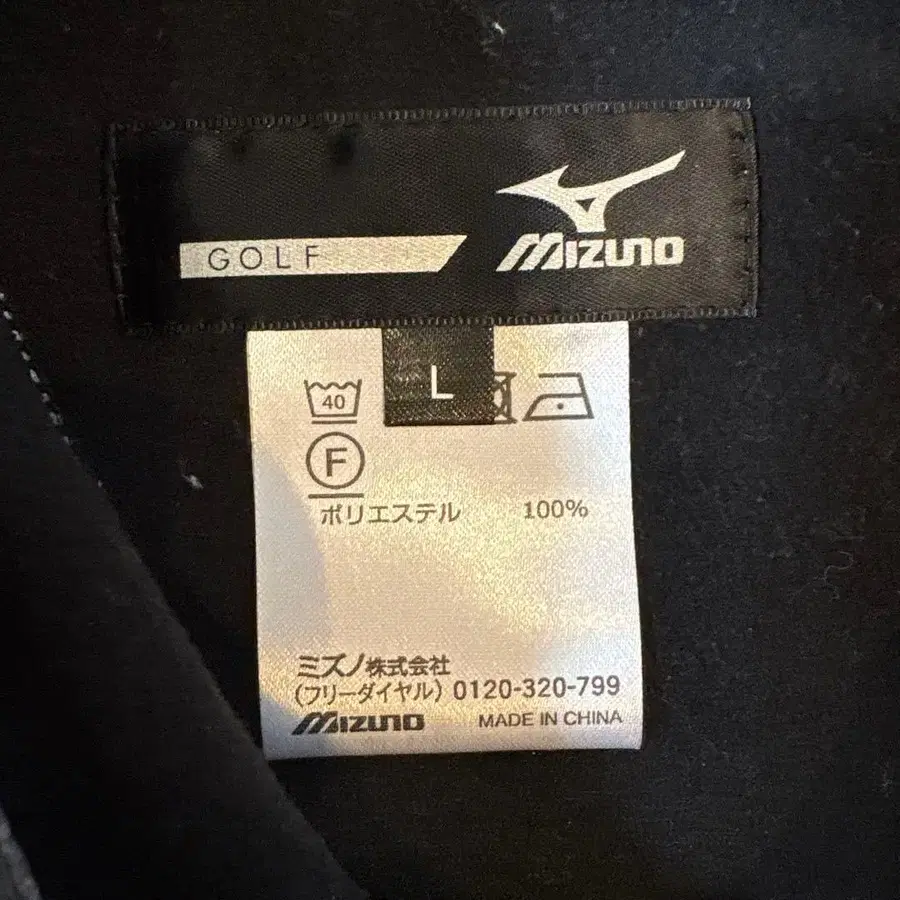 GOLF
MIZUNO
L
40
F
ポリエステル 100%
ミズノ株式会社
(フリーダイヤル) 0120-320-799
MIZUNO MADE IN CHINA